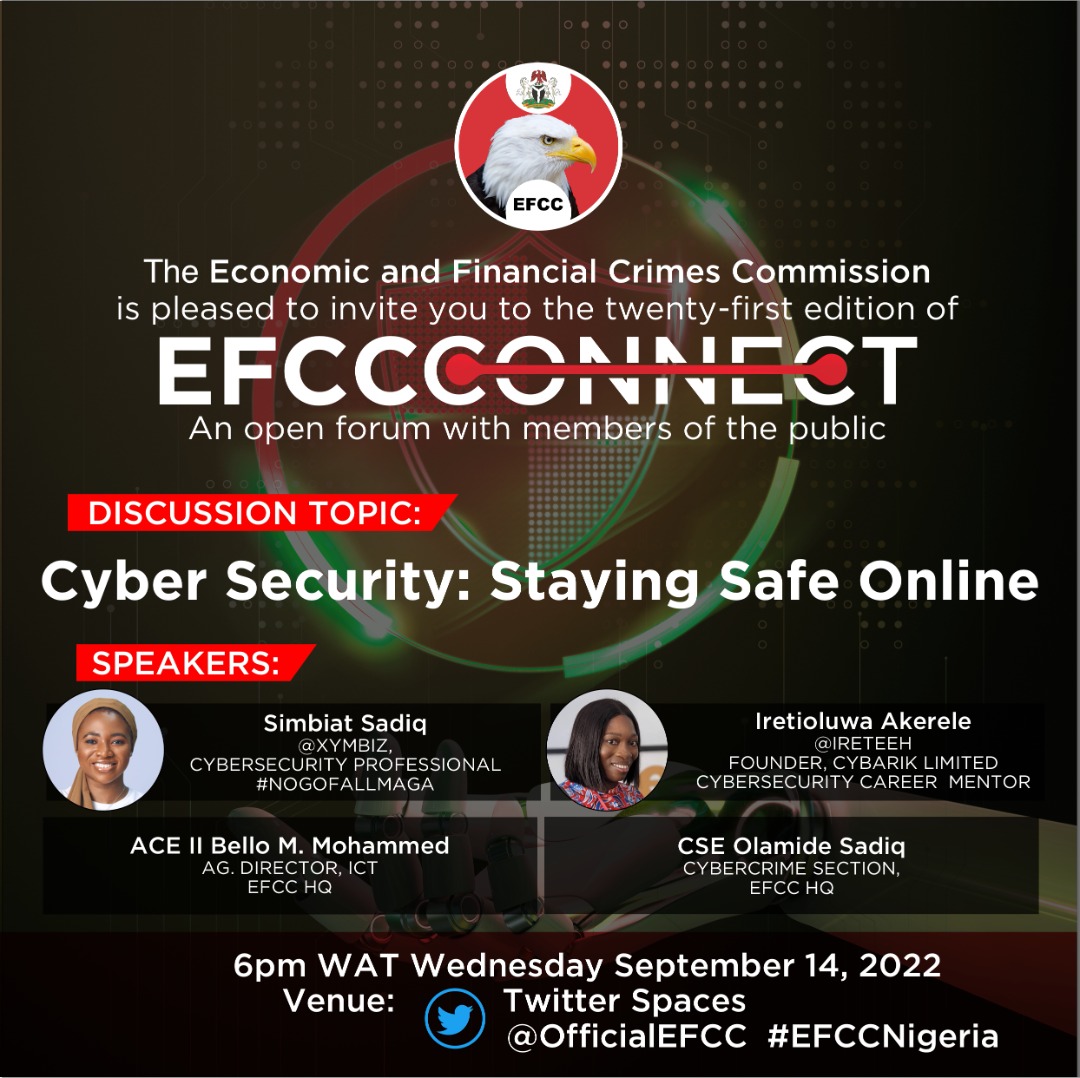 EFCC
The Economic and Financial Crimes Commission
is pleased to invite you to the twenty-first edition of
EFCCCONNECT
An open forum with members of the public
DISCUSSION TOPIC:
Cyber Security: Staying Safe Online
SPEAKERS:
Simbiat Sadiq
@XYMBIZ,
CYBERSECURITY PROFESSIONAL
#NOGOFALLMAGA
Iretioluwa Akerele
@IRETEEH
FOUNDER, CYBARIK LIMITED
CYBERSECURITY CAREER MENTOR
ACE II Bello M. Mohammed
AG. DIRECTOR, ICT
EFCC HQ
CSE Olamide Sadiq
CYBERCRIME SECTION,
EFCC HQ
6pm WAT Wednesday September 14, 2022
Venue: Twitter Spaces
@OfficialEFCC #EFCCNigeria